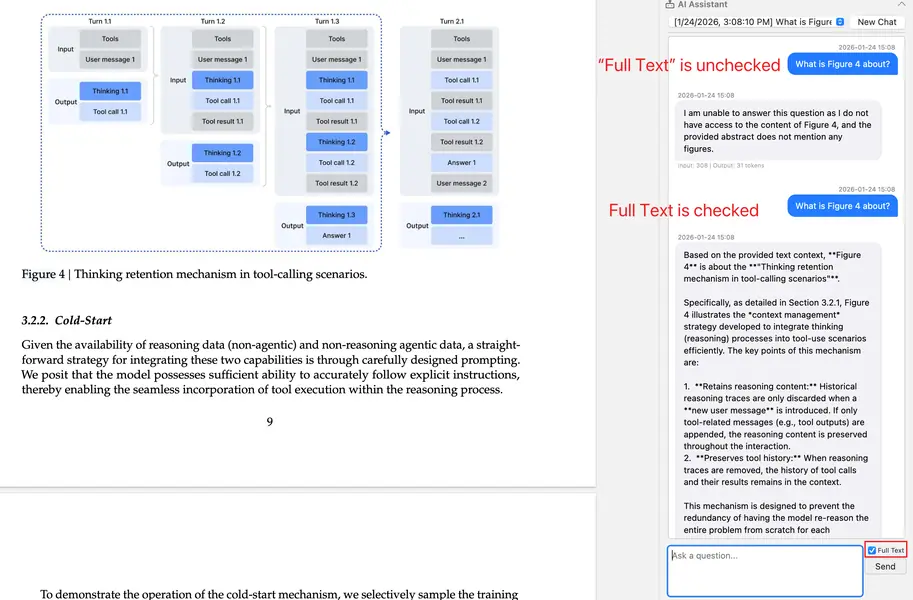 Turn 1.1
Turn 1.2
Turn 1.3
Turn 2.1
Input
Tools
User message 1
Output
Thinking 1.1
Tool call 1.1
Input
Tools
User message 1
Thinking 1.1
Tool call 1.1
Tool result 1.1
Output
Thinking 1.2
Tool call 1.2
Input
Tools
User message 1
Thinking 1.1
Tool call 1.1
Tool result 1.1
Thinking 1.2
Tool call 1.2
Tool result 1.2
Output
Thinking 1.3
Answer 1
Input
Tools
User message 1
Tool call 1.1
Tool result 1.1
Tool call 1.2
Tool result 1.2
Answer 1
User message 2
Output
Thinking 2.1
...
Figure 4 | Thinking retention mechanism in tool-calling scenarios.
3.2.2. Cold-Start
Given the availability of reasoning data (non-agentic) and non-reasoning agentic data, a straight-
forward strategy for integrating these two capabilities is through carefully designed prompting.
We posit that the model possesses sufficient ability to accurately follow explicit instructions,
thereby enabling the seamless incorporation of tool execution within the reasoning process.
9
To demonstrate the operation of the cold-start mechanism, we selectively sample the training
AI Assistant
[1/24/2026, 3:08:10 PM] What is Figure
New Chat
2026-01-24 15:08
“Full Text” is unchecked
What is Figure 4 about?
2026-01-24 15:08
I am unable to answer this question as I do not
have access to the content of Figure 4, and the
provided abstract does not mention any
figures.
Input: 308 | Output: 31 tokens
2026-01-24 15:08
Full Text is checked
What is Figure 4 about?
2026-01-24 15:08
Based on the provided text context, **Figure
4** is about the **"Thinking retention
mechanism in tool-calling scenarios"**.
Specifically, as detailed in Section 3.2.1, Figure
4 illustrates the *context management*
strategy developed to integrate thinking
(reasoning) processes into tool-use scenarios
efficiently. The key points of this mechanism
are:
1. **Retains reasoning content:** Historical
reasoning traces are only discarded when a
**new user message** is introduced. If only
tool-related messages (e.g., tool outputs) are
appended, the reasoning content is preserved
throughout the interaction.
2. **Preserves tool history:** When reasoning
traces are removed, the history of tool calls
and their results remains in the context.
This mechanism is designed to prevent the
redundancy of having the model re-reason the
entire problem from scratch for each
Ask a question...
Full Text
Send